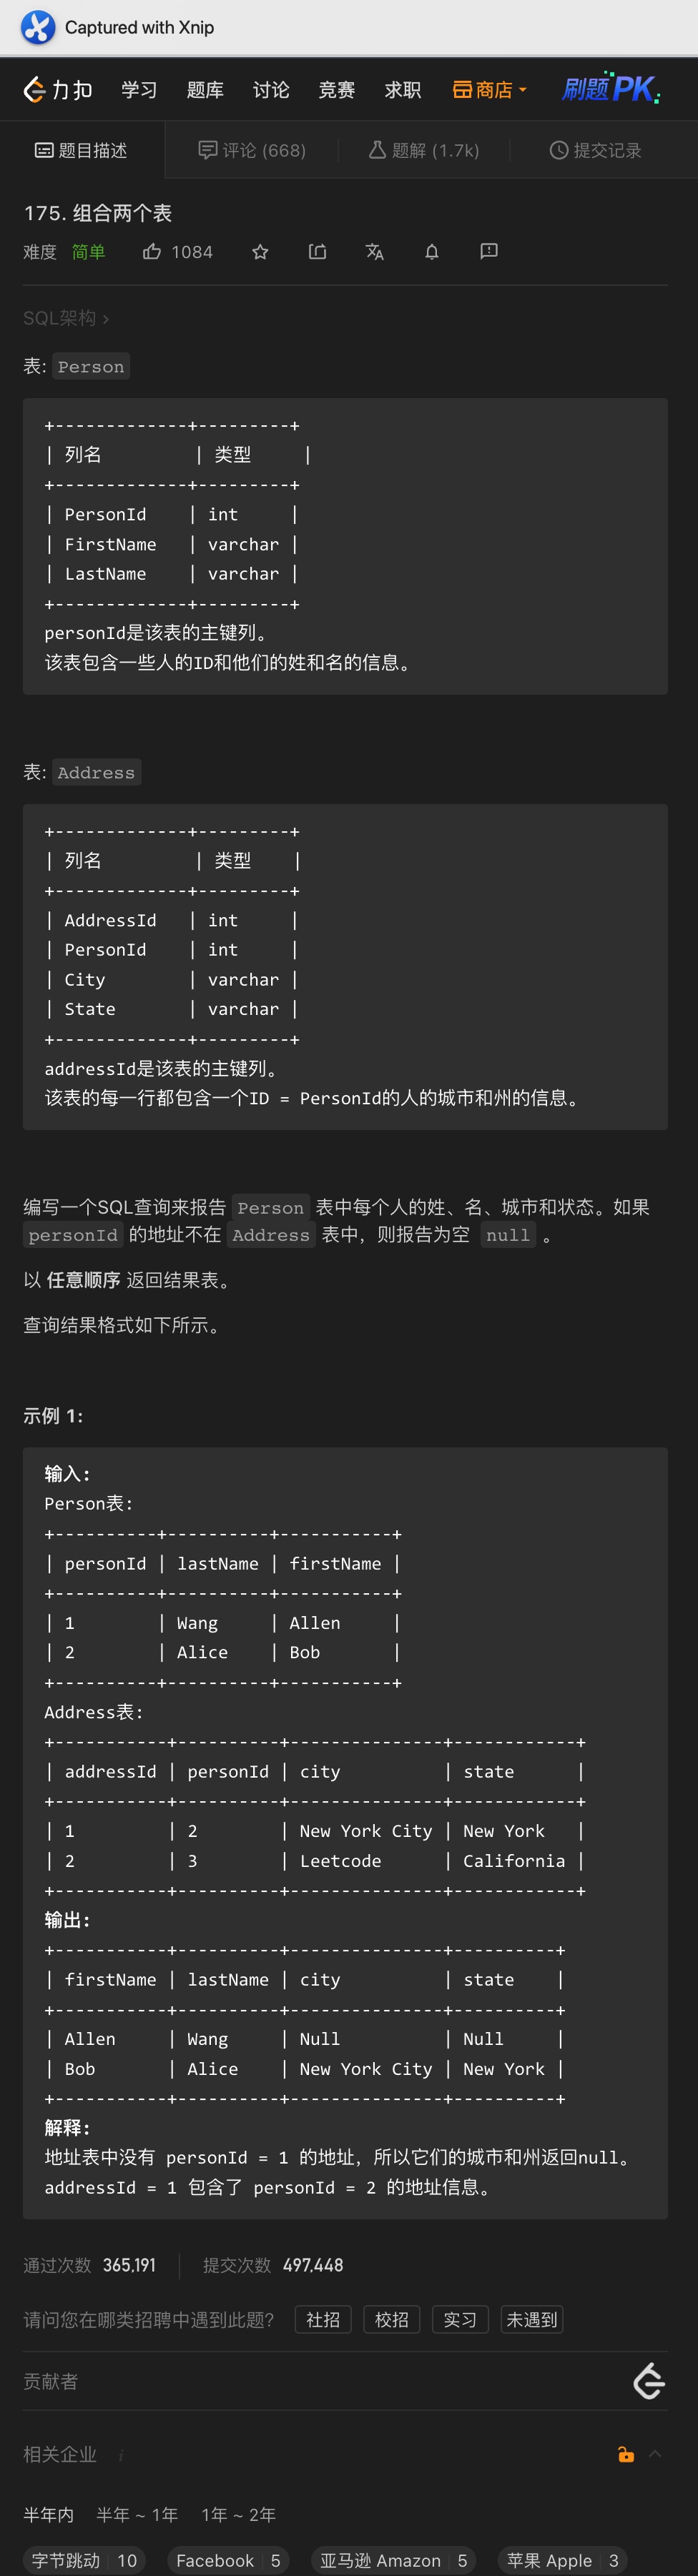 Captured with Xnip
力扣 学习 题库 讨论 竞赛 求职 商店 刷题PK
题目描述 评论 (668) 题解 (1.7k) 提交记录
175. 组合两个表
难度 简单 1084
SQL架构 >
表: Person
+-------------+---------+
| 列名         | 类型     |
+-------------+---------+
| PersonId    | int     |
| FirstName   | varchar |
| LastName    | varchar |
+-------------+---------+
personId是该表的主键列。
该表包含一些人的ID和他们的姓和名的信息。
表: Address
+-------------+---------+
| 列名         | 类型    |
+-------------+---------+
| AddressId   | int     |
| PersonId    | int     |
| City        | varchar |
| State       | varchar |
+-------------+---------+
addressId是该表的主键列。
该表的每一行都包含一个ID = PersonId的人的城市和州的信息。
编写一个SQL查询来报告 Person 表中每个人的姓、名、城市和状态。如果
personId 的地址不在 Address 表中，则报告为空 null 。
以 任意顺序 返回结果表。
查询结果格式如下所示。
示例 1:
输入:
Person表:
+----------+----------+-----------+
| personId | lastName | firstName |
+----------+----------+-----------+
| 1        | Wang     | Allen     |
| 2        | Alice    | Bob       |
+----------+----------+-----------+
Address表:
+-----------+----------+---------------+------------+
| addressId | personId | city          | state      |
+-----------+----------+---------------+------------+
| 1         | 2        | New York City | New York   |
| 2         | 3        | Leetcode      | California |
+-----------+----------+---------------+------------+
输出:
+-----------+----------+---------------+----------+
| firstName | lastName | city          | state    |
+-----------+----------+---------------+----------+
| Allen     | Wang     | Null          | Null     |
| Bob       | Alice    | New York City | New York |
+-----------+----------+---------------+----------+
解释:
地址表中没有 personId = 1 的地址，所以它们的城市和州返回null。
addressId = 1 包含了 personId = 2 的地址信息。
通过次数 365,191 提交次数 497,448
请问您在哪类招聘中遇到此题? 社招 校招 实习 未遇到
贡献者
相关企业 i
半年内 半年 ~ 1年 1年 ~ 2年
字节跳动 10 Facebook 5 亚马逊 Amazon 5 苹果 Apple 3